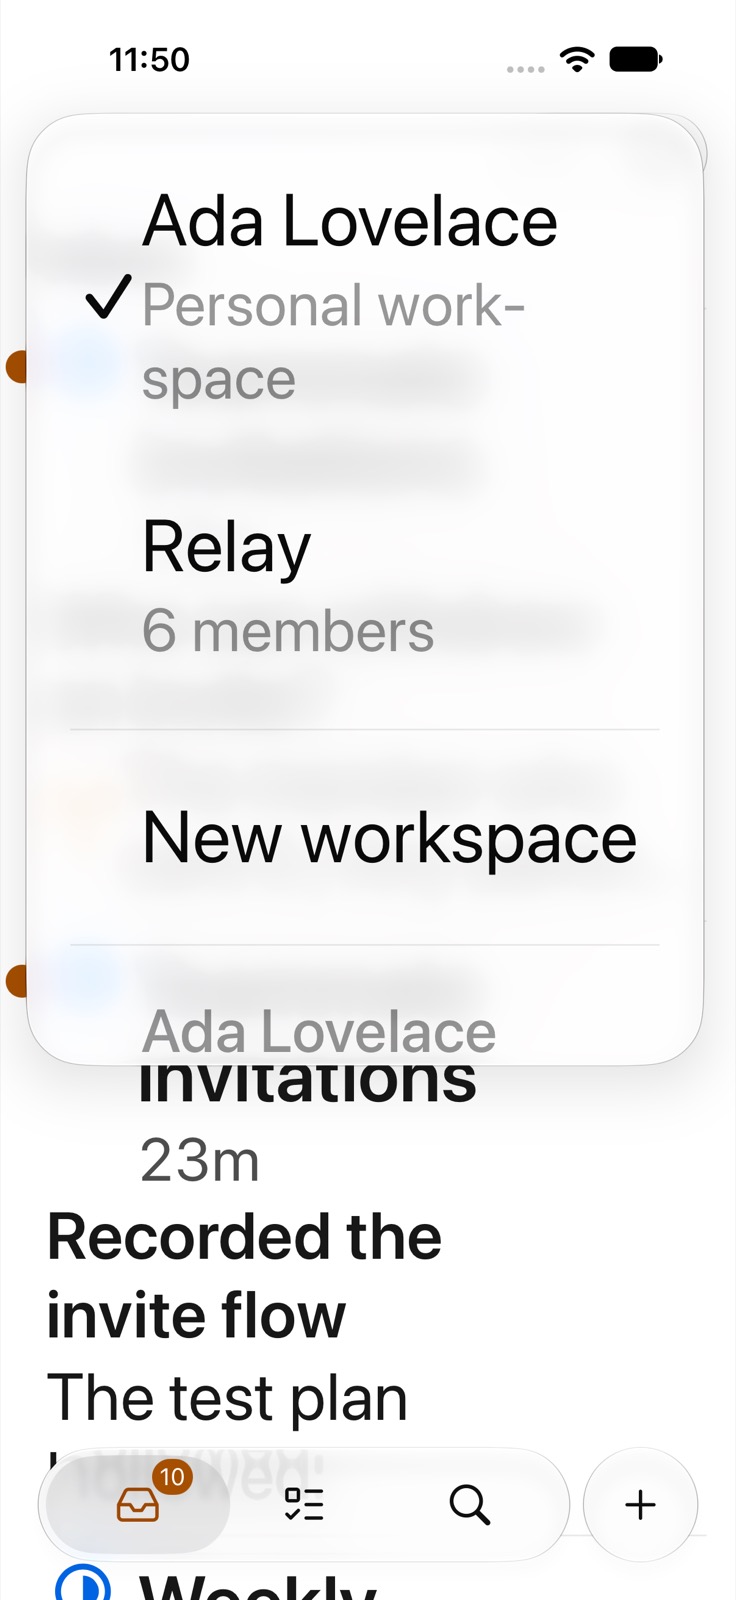 11:50
Ada Lovelace
Personal work-
space
Relay
6 members
New workspace
Ada Lovelace
invitations
23m
Recorded the
invite flow
The test plan
10
Weekly